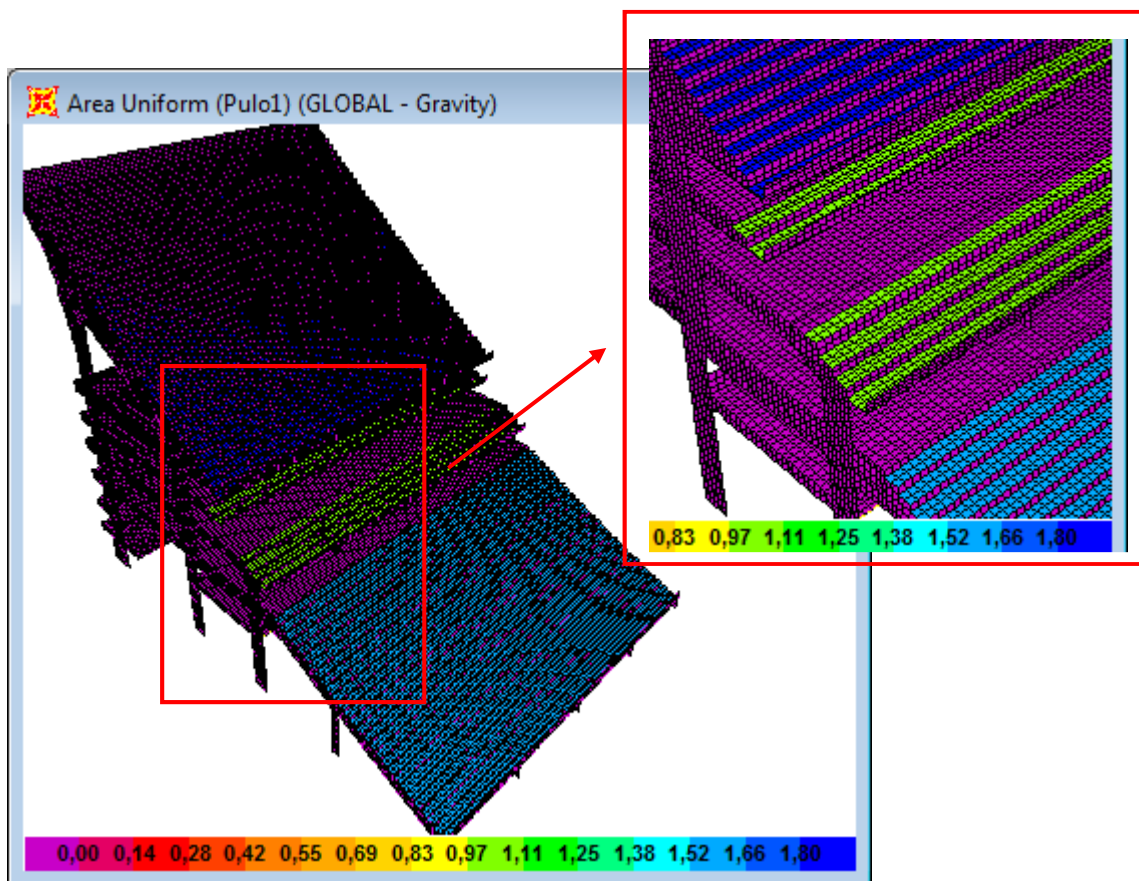 Area Uniform (Pulo1) (GLOBAL - Gravity)
0,83 0,97 1,11 1,25 1,38 1,52 1,66 1,80
0,00 0,14 0,28 0,42 0,55 0,69 0,83 0,97 1,11 1,25 1,38 1,52 1,66 1,80